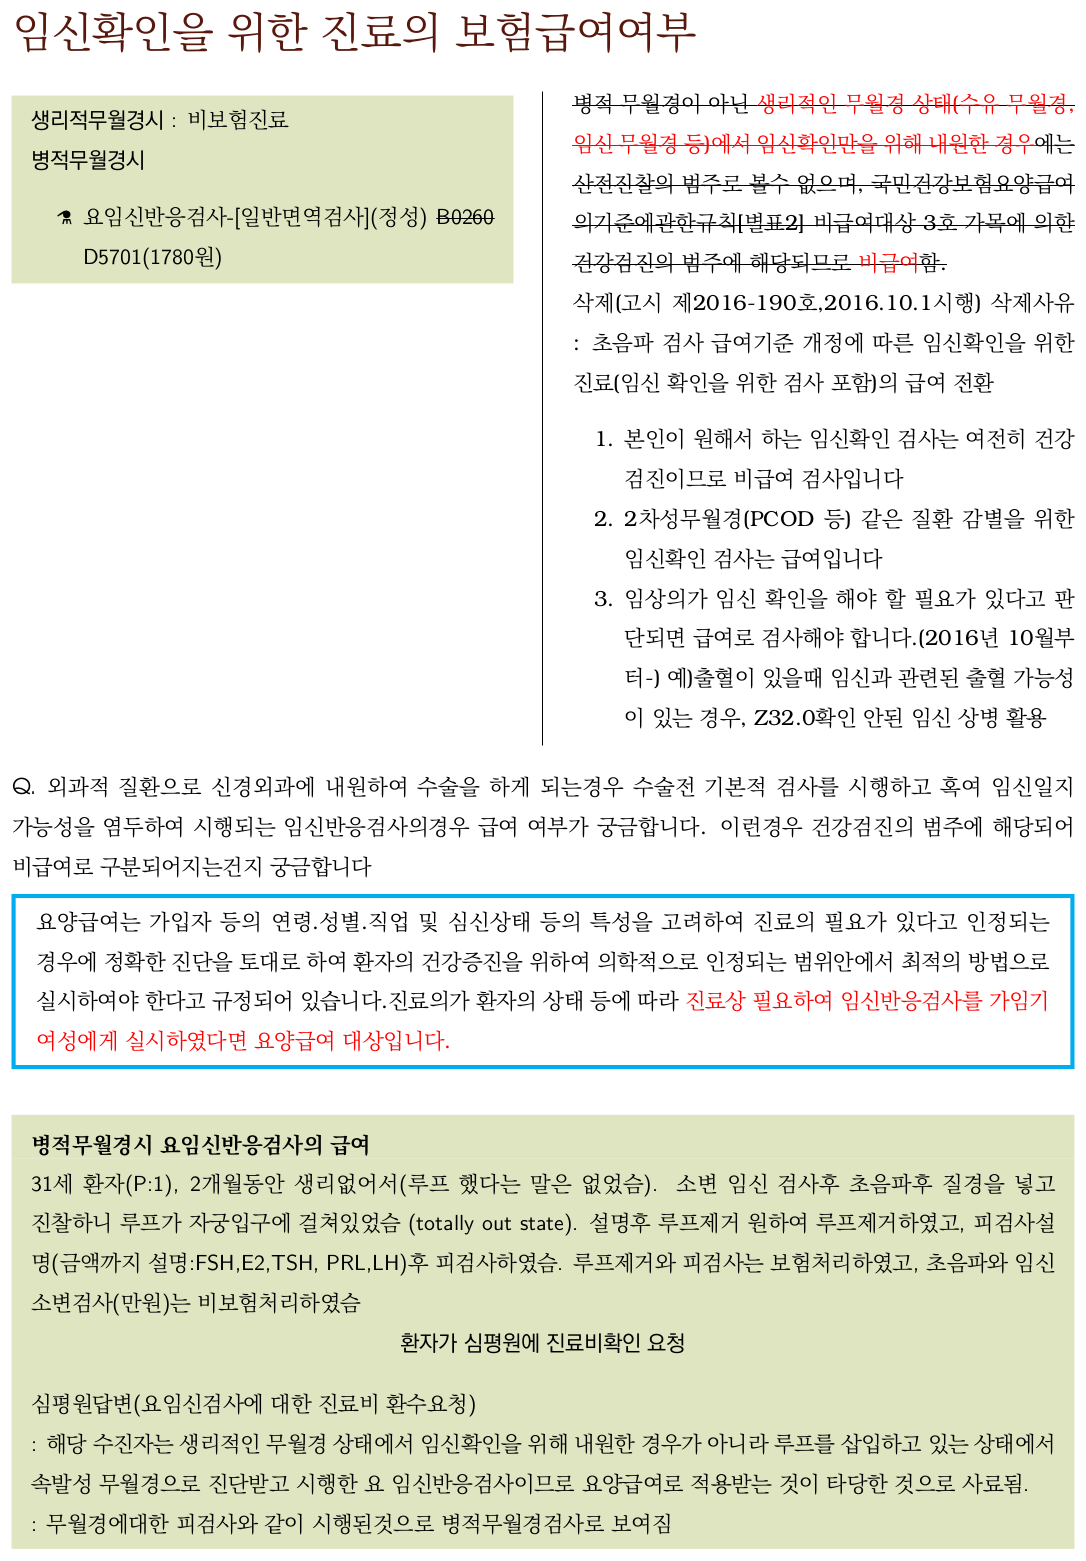 임신확인을 위한 진료의 보험급여여부
생리적무월경시 : 비보험진료
병적무월경시
요임신반응검사-[일반면역검사](정성) B0260
D5701(1780원)
병적 무월경이 아닌 생리적인 무월경 상태(수유 무월경,
임신 무월경 등)에서 임신확인만을 위해 내원한 경우에는
산전진찰의 범주로 볼수 없으며, 국민건강보험요양급여
의기준에관한규칙[별표2] 비급여대상 3호 가목에 의한
건강검진의 범주에 해당되므로 비급여함.
삭제(고시 제2016-190호,2016.10.1시행) 삭제사유
: 초음파 검사 급여기준 개정에 따른 임신확인을 위한
진료(임신 확인을 위한 검사 포함)의 급여 전환
1. 본인이 원해서 하는 임신확인 검사는 여전히 건강
검진이므로 비급여 검사입니다
2. 2차성무월경(PCOD 등) 같은 질환 감별을 위한
임신확인 검사는 급여입니다
3. 임상의가 임신 확인을 해야 할 필요가 있다고 판
단되면 급여로 검사해야 합니다.(2016년 10월부
터-) 예)출혈이 있을때 임신과 관련된 출혈 가능성
이 있는 경우, Z32.0확인 안된 임신 상병 활용
Q. 외과적 질환으로 신경외과에 내원하여 수술을 하게 되는경우 수술전 기본적 검사를 시행하고 혹여 임신일지
가능성을 염두하여 시행되는 임신반응검사의경우 급여 여부가 궁금합니다. 이런경우 건강검진의 범주에 해당되어
비급여로 구분되어지는건지 궁금합니다
요양급여는 가입자 등의 연령.성별.직업 및 심신상태 등의 특성을 고려하여 진료의 필요가 있다고 인정되는
경우에 정확한 진단을 토대로 하여 환자의 건강증진을 위하여 의학적으로 인정되는 범위안에서 최적의 방법으로
실시하여야 한다고 규정되어 있습니다.진료의가 환자의 상태 등에 따라 진료상 필요하여 임신반응검사를 가임기
여성에게 실시하였다면 요양급여 대상입니다.
병적무월경시 요임신반응검사의 급여
31세 환자(P:1), 2개월동안 생리없어서(루프 했다는 말은 없었슴). 소변 임신 검사후 초음파후 질경을 넣고
진찰하니 루프가 자궁입구에 걸쳐있었슴 (totally out state). 설명후 루프제거 원하여 루프제거하였고, 피검사설
명(금액까지 설명:FSH,E2,TSH, PRL,LH)후 피검사하였슴. 루프제거와 피검사는 보험처리하였고, 초음파와 임신
소변검사(만원)는 비보험처리하였슴
환자가 심평원에 진료비확인 요청
심평원답변(요임신검사에 대한 진료비 환수요청)
: 해당 수진자는 생리적인 무월경 상태에서 임신확인을 위해 내원한 경우가 아니라 루프를 삽입하고 있는 상태에서
속발성 무월경으로 진단받고 시행한 요 임신반응검사이므로 요양급여로 적용받는 것이 타당한 것으로 사료됨.
: 무월경에대한 피검사와 같이 시행된것으로 병적무월경검사로 보여짐